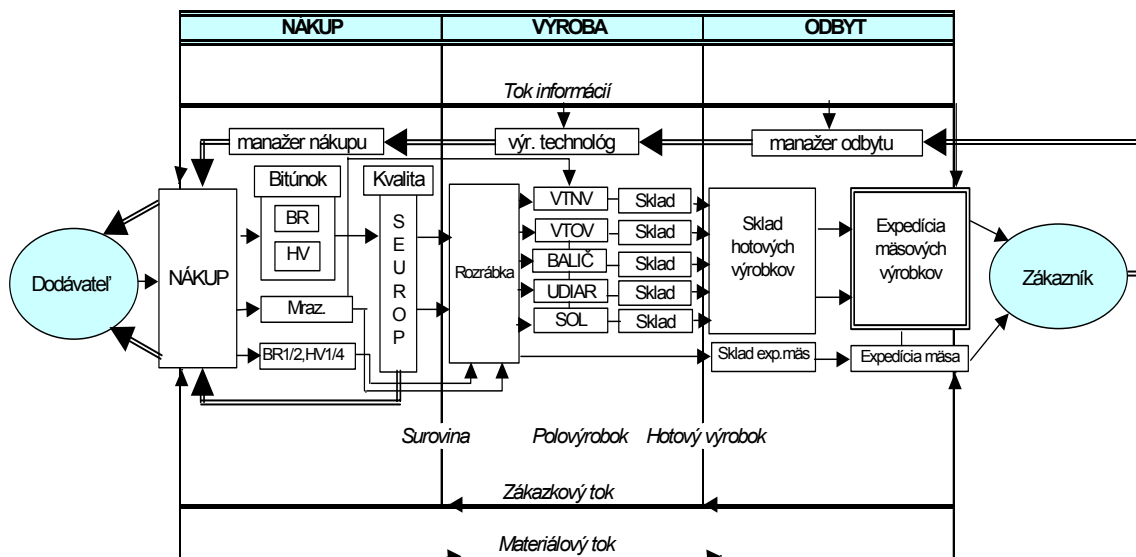 NÁKUP
VÝROBA
ODBYT
Tok informácií
manažer nákupu
výr. technológ
manažer odbytu
Bitúnok
Kvalita
BR
HV
S
E
U
R
O
P
VTNV
Sklad
VTOV
Sklad
BALIČ
Sklad
UDIAR
Sklad
SOL
Sklad
Rozrábka
Sklad
hotových
výrobkov
Expedícia
mäsových
výrobkov
Dodávateľ
NÁKUP
Zákazník
Mraz.
BR1/2,HV1/4
Sklad exp.mäs
Expedícia mäsa
Surovina
Polovýrobok
Hotový výrobok
Zákazkový tok
Materiálový tok